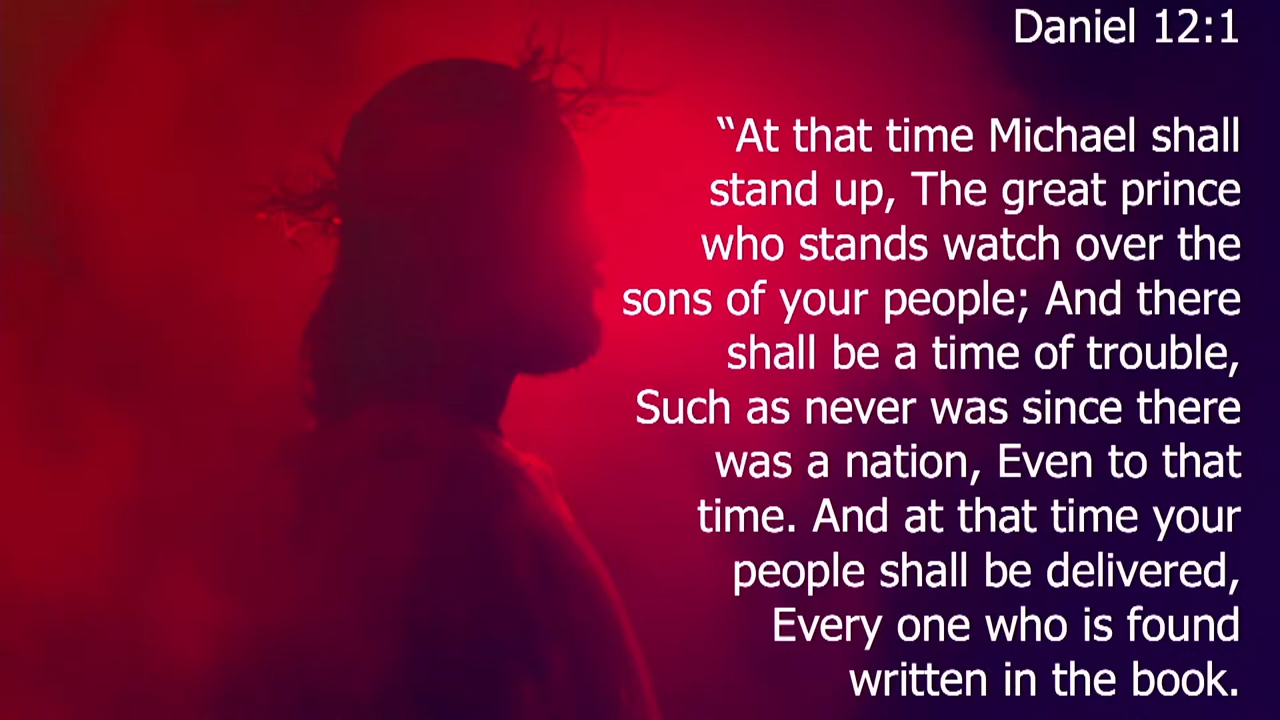 Daniel 12:1
“At that time Michael shall
stand up, The great prince
who stands watch over the
sons of your people; And there
shall be a time of trouble,
Such as never was since there
was a nation, Even to that
time. And at that time your
people shall be delivered,
Every one who is found
written in the book.